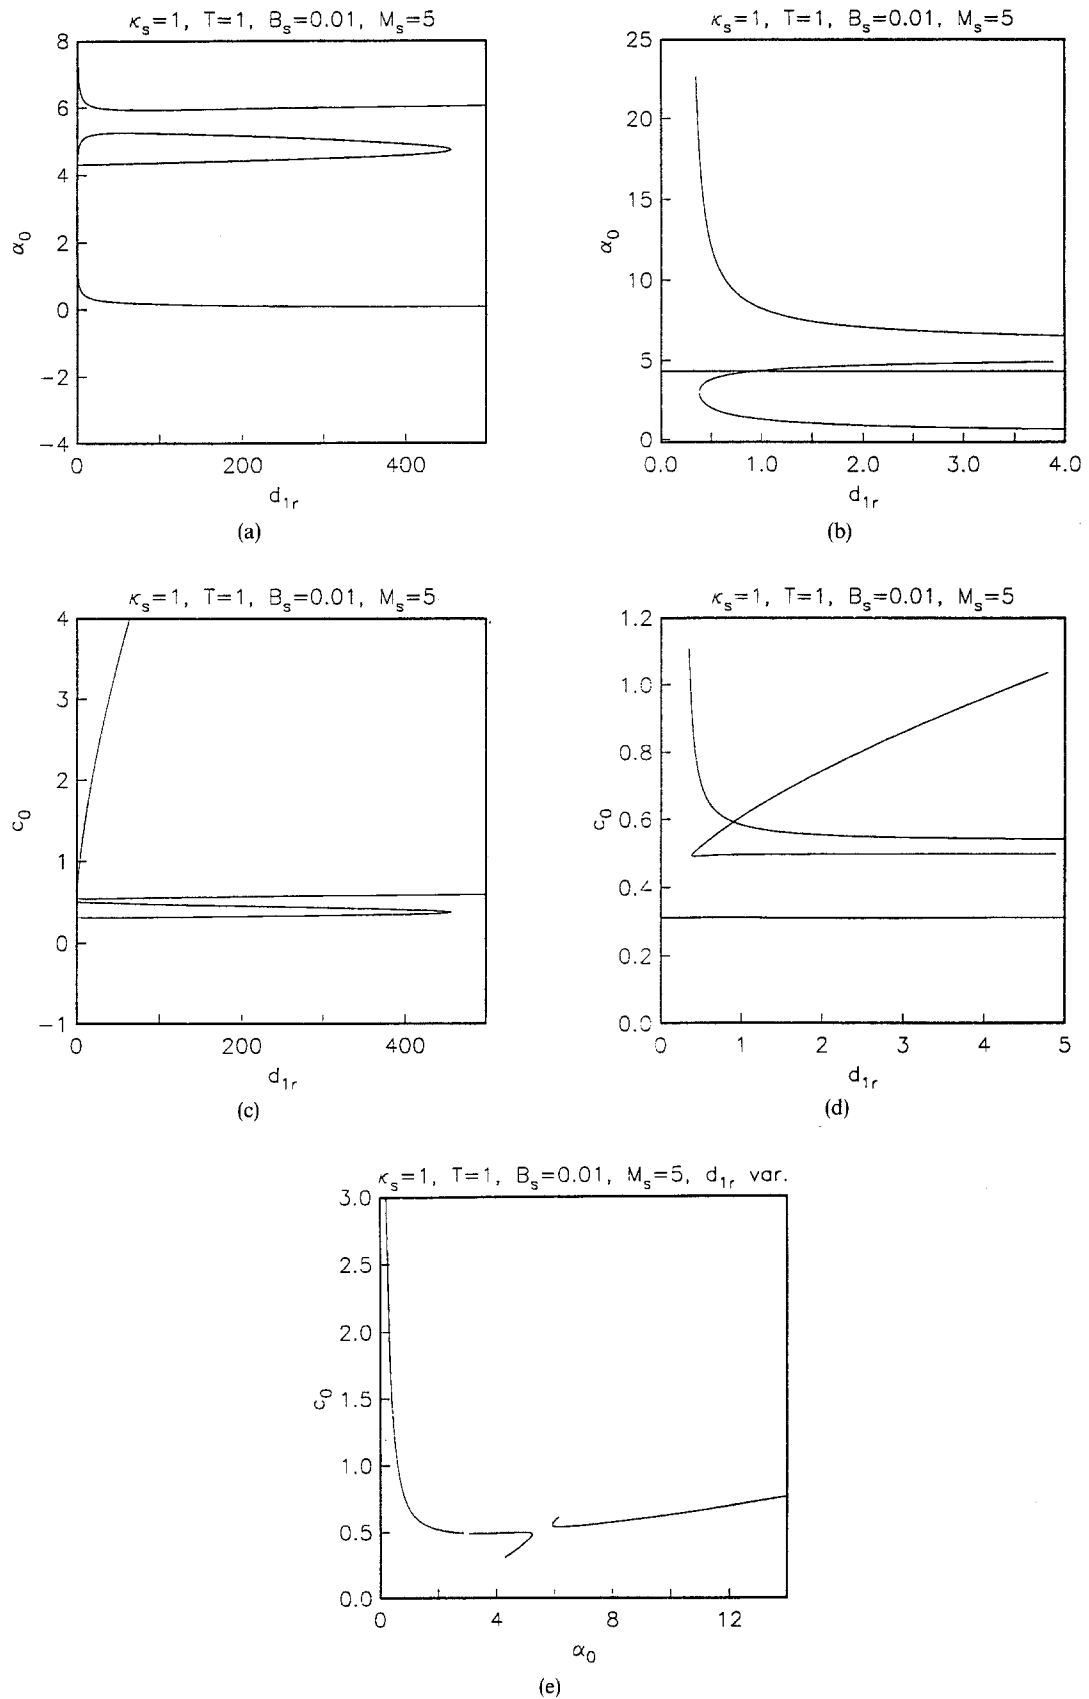 κs=1, T=1, Bs=0.01, Ms=5
κs=1, T=1, Bs=0.01, Ms=5
8
6
4
2
0
−2
−4
α0
0
200
400
d1r
(a)
25
20
15
10
5
0
α0
0.0
1.0
2.0
3.0
4.0
d1r
(b)
κs=1, T=1, Bs=0.01, Ms=5
κs=1, T=1, Bs=0.01, Ms=5
4
3
2
1
0
−1
c0
0
200
400
d1r
(c)
1.2
1.0
0.8
0.6
0.4
0.2
0.0
c0
0
1
2
3
4
5
d1r
(d)
κs=1, T=1, Bs=0.01, Ms=5, d1r var.
3.0
2.5
2.0
1.5
1.0
0.5
0.0
c0
0
4
8
12
α0
(e)